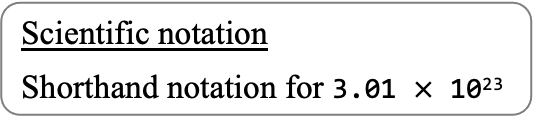 Scientific notation
Shorthand notation for 3.01 × 10²³